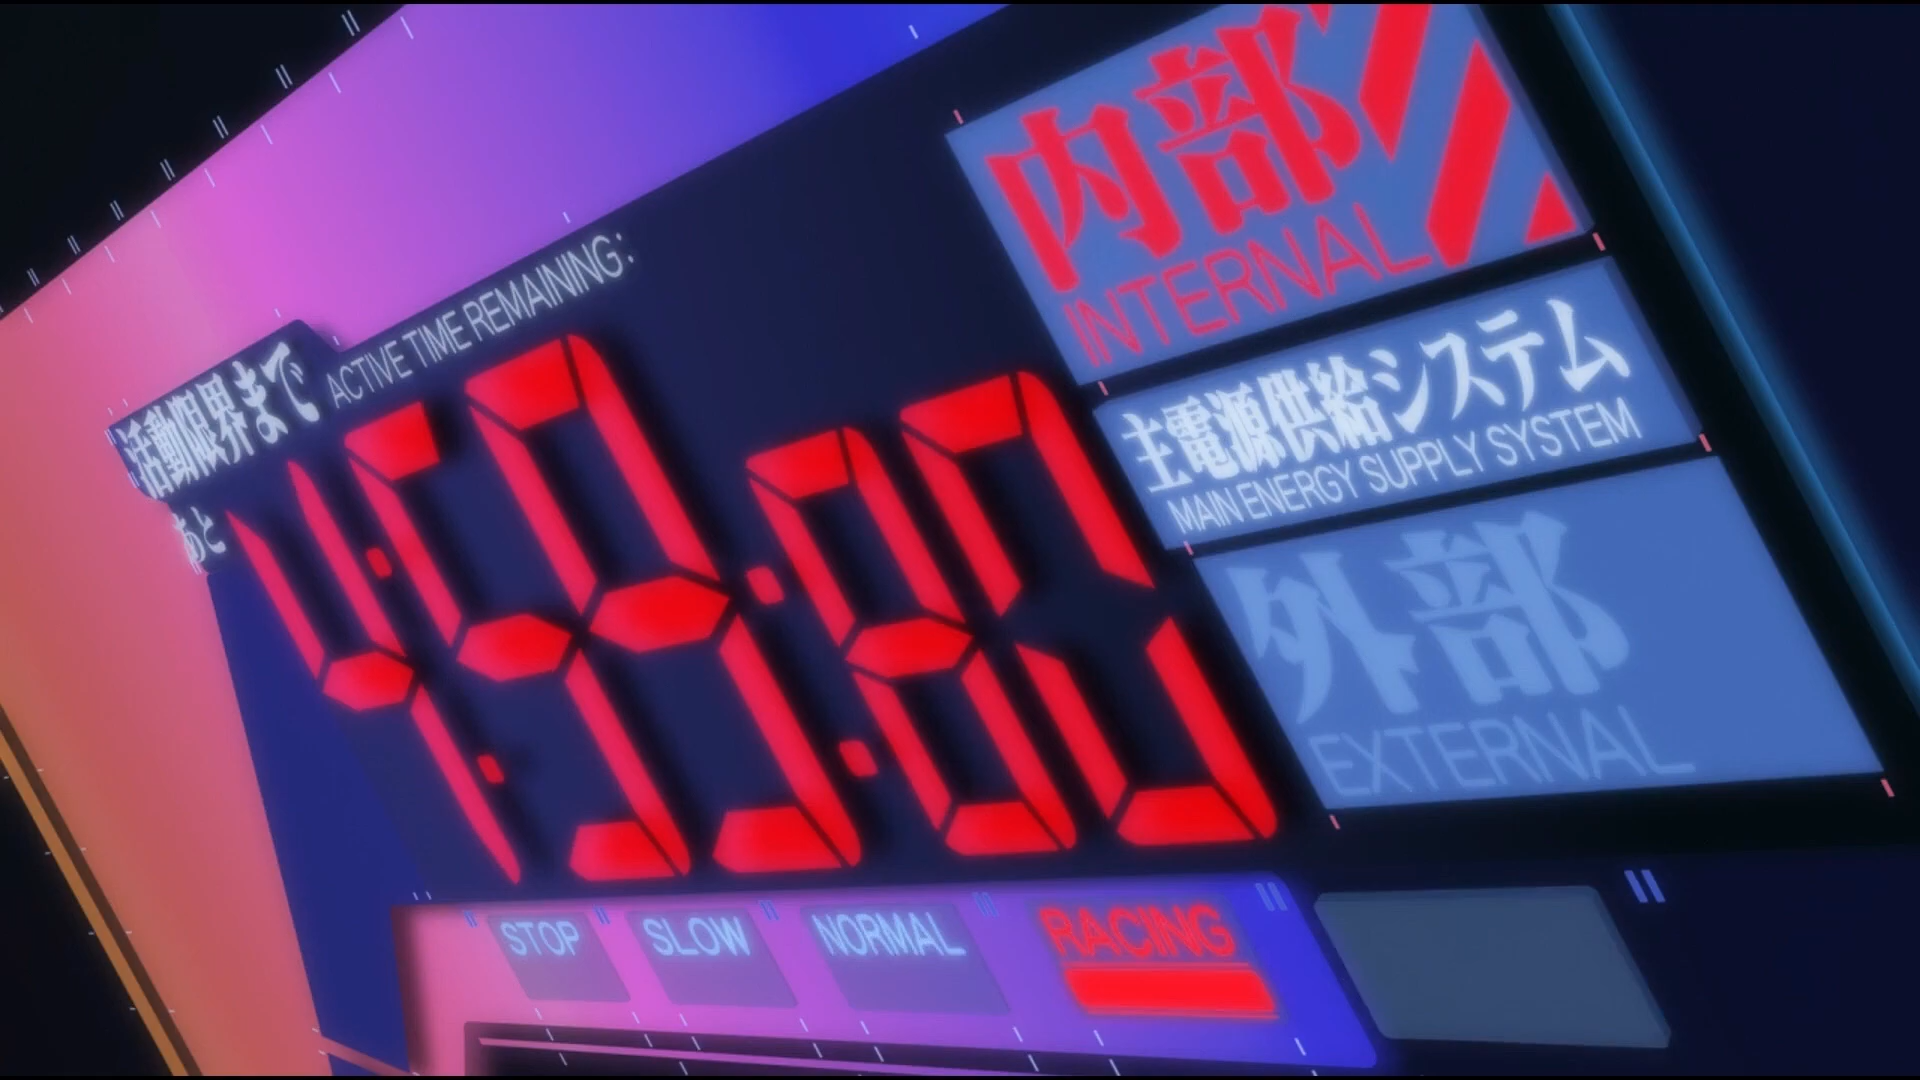 活動限界まで
ACTIVE TIME REMAINING:
あと
4:59:80
内部
INTERNAL
主電源供給システム
MAIN ENERGY SUPPLY SYSTEM
外部
EXTERNAL
STOP SLOW NORMAL RACING